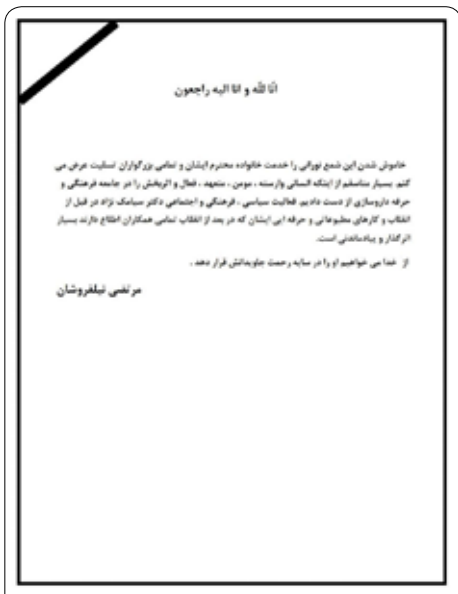 انا لله و انا الیه راجعون
خاموش شدن این شمع نورانی را خدمت خانواده محترم ایشان و تمامی بزرگواران تسلیت عرض می
کنم. بسیار متاسفم از اینکه انسانی وارسته ، مومن ، متعهد ، فعال و اثربخش را در جامعه فرهنگی و
حرفه داروسازی از دست دادیم. فعالیت سیاسی ، فرهنگی و اجتماعی دکتر سیامک نژاد در قبل از
انقلاب و کارهای مطبوعاتی و حرفه ایی ایشان که در بعد از انقلاب تمامی همکاران اطلاع دارند بسیار
اثرگذار و بیادماندنی است.
از خدا می خواهیم او را در سایه رحمت جاویدانش قرار دهد .
مرتضی نیلفروشان